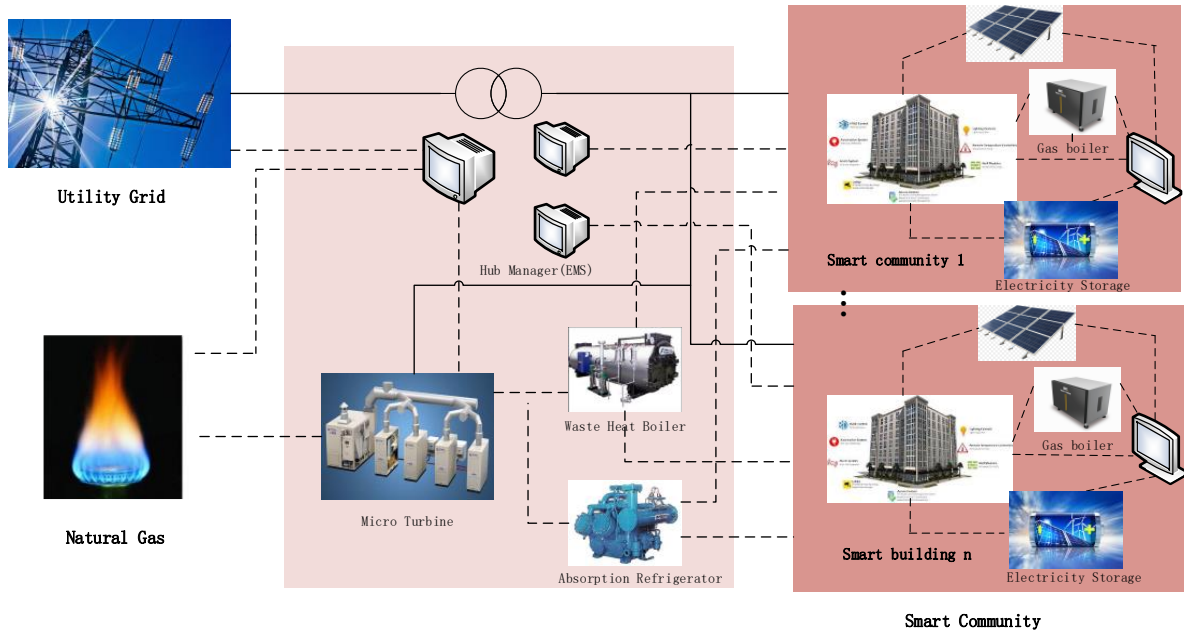 Utility Grid
Natural Gas
Hub Manager(EMS)
Micro Turbine
Waste Heat Boiler
Absorption Refrigerator
Gas boiler
Smart community 1
Electricity Storage
Gas boiler
Smart building n
Electricity Storage
Smart Community